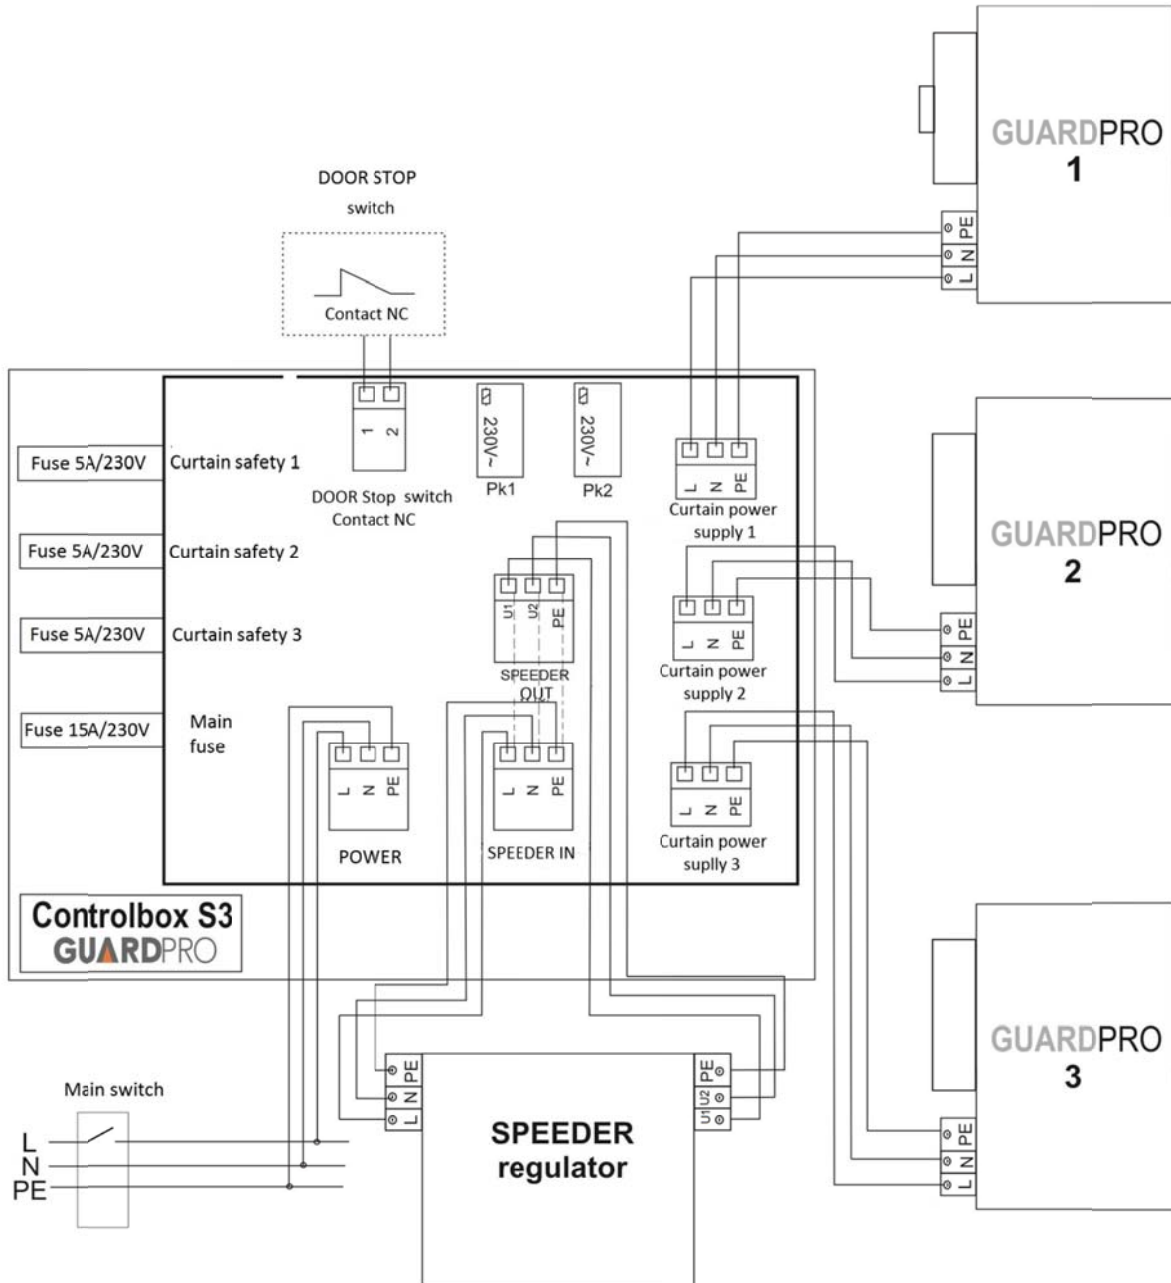 GUARDPRO
1
PE
N
L
DOOR STOP
switch
Contact NC
1
2
230V~
Pk1
230V~
Pk2
DOOR Stop switch
Contact NC
L
N
PE
Curtain power
supply 1
Fuse 5A/230V
Curtain safety 1
Fuse 5A/230V
Curtain safety 2
Fuse 5A/230V
Curtain safety 3
Fuse 15A/230V
Main
fuse
U1
U2
PE
SPEEDER
OUT
L
N
PE
Curtain power
supply 2
GUARDPRO
2
PE
N
L
L
N
PE
POWER
L
N
PE
SPEEDER IN
L
N
PE
Curtain power
suplly 3
Controlbox S3
GUARDPRO
GUARDPRO
3
PE
N
L
Main switch
L
N
PE
PE
N
L
SPEEDER
regulator
PE
U2
U1